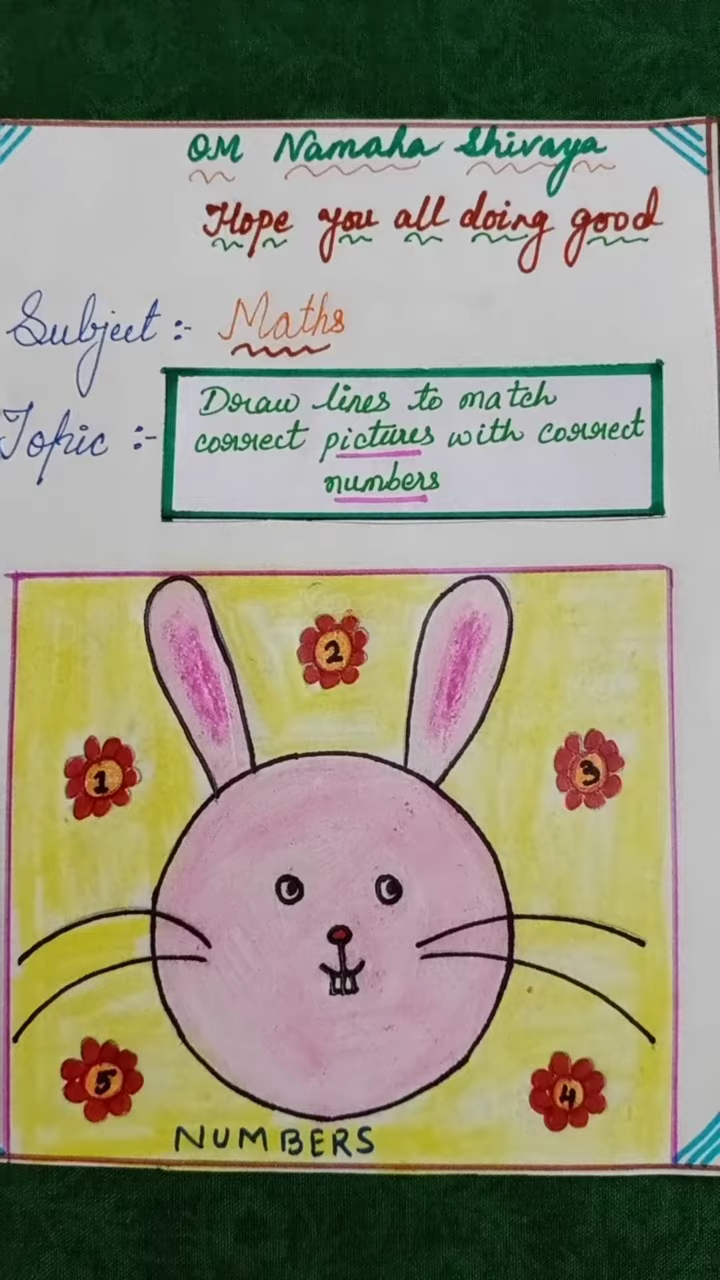 OM Namaha Shivaya
Hope you all doing good
Subject :- Maths
Topic :- Draw lines to match
correct pictures with correct
numbers
2
1
3
5
4
NUMBERS